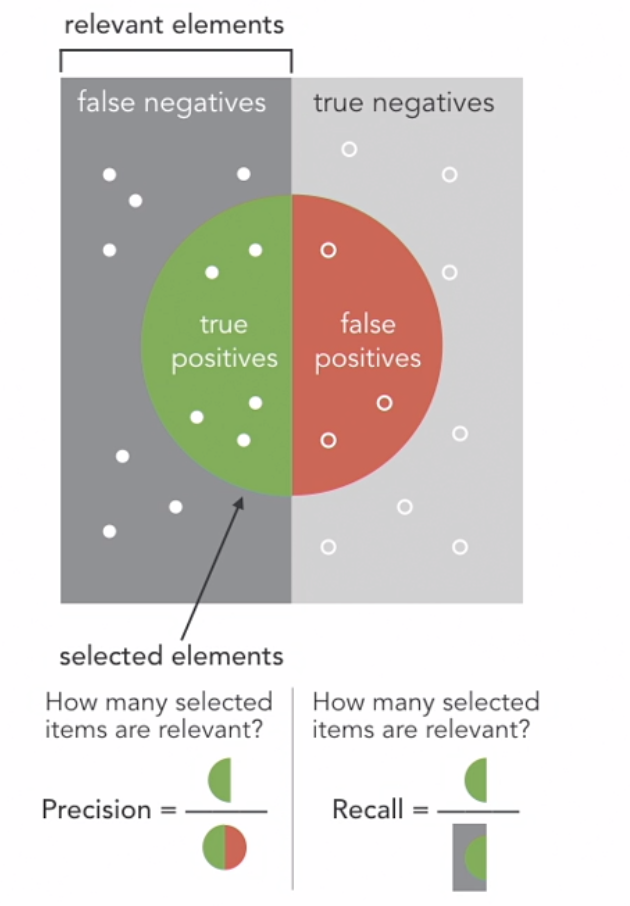 relevant elements
false negatives
true negatives
true
positives
false
positives
selected elements
How many selected
items are relevant?
Precision =
How many selected
items are relevant?
Recall =